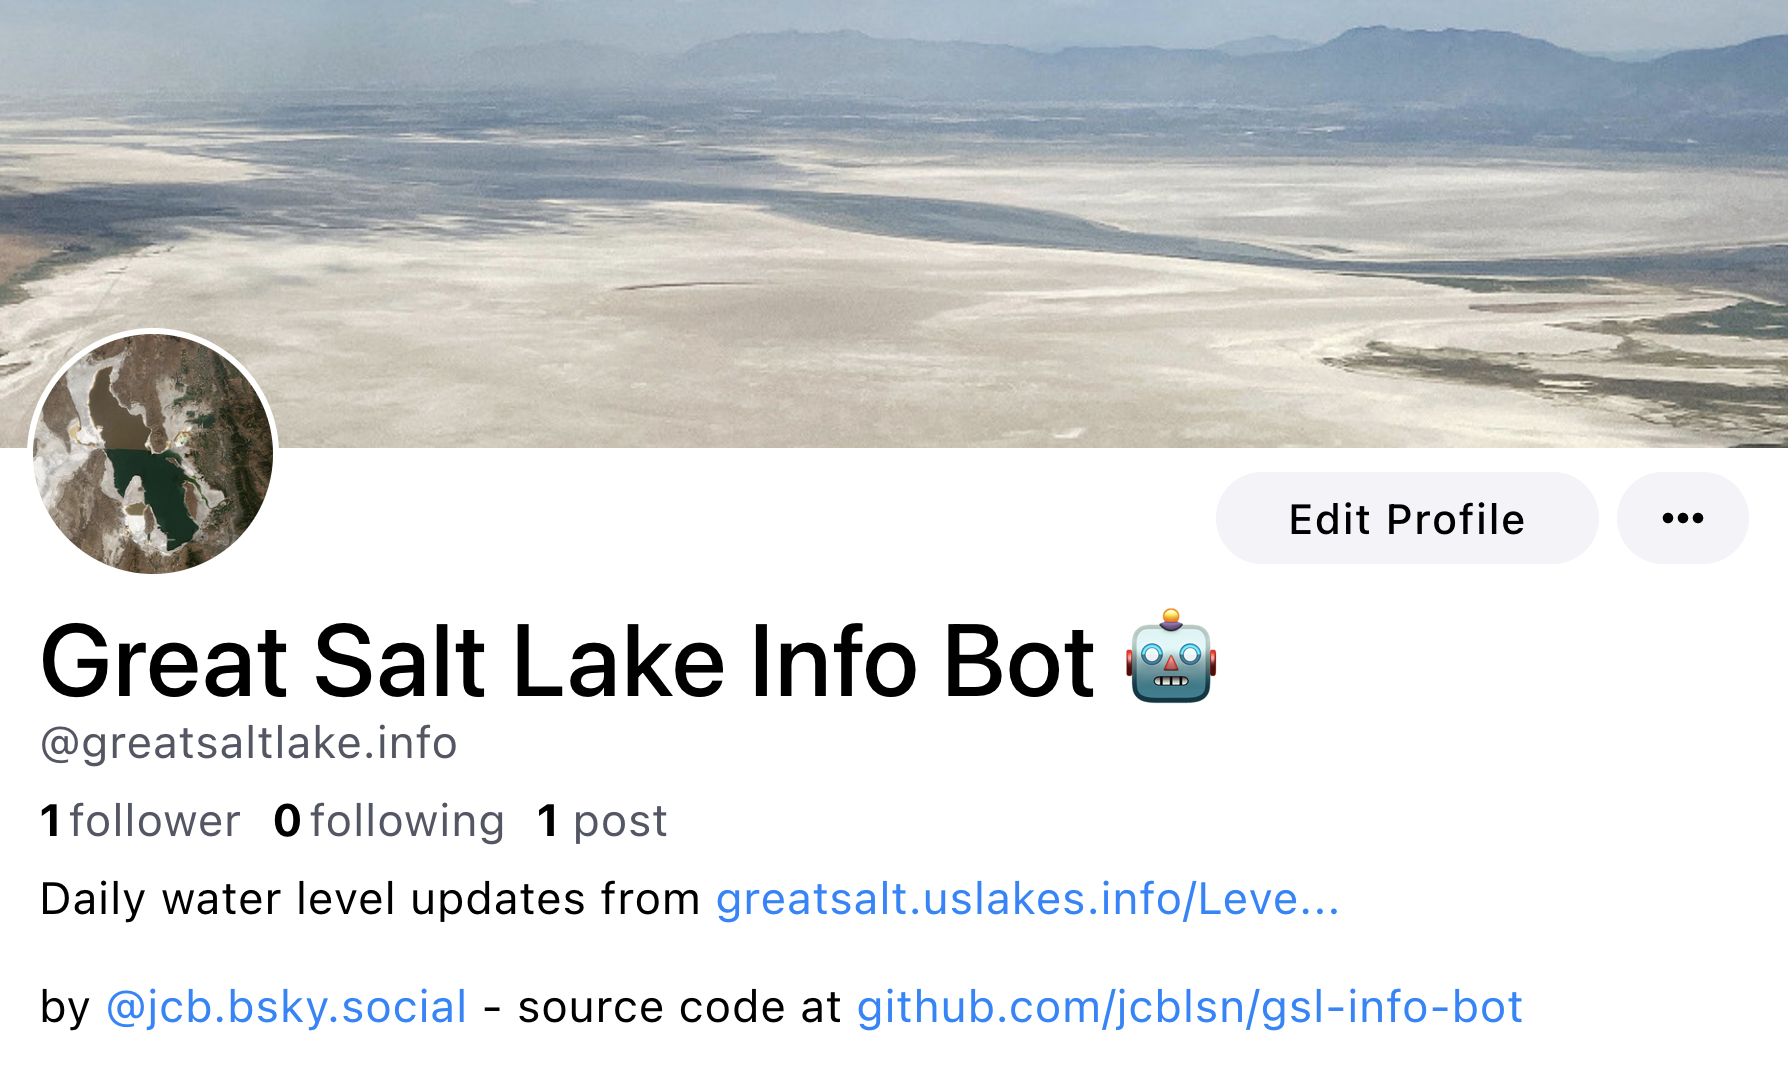 Edit Profile
•••
Great Salt Lake Info Bot 🤖
@greatsaltlake.info
1 follower 0 following 1 post
Daily water level updates from greatsalt.uslakes.info/Leve...
by @jcb.bsky.social - source code at github.com/jcblsn/gsl-info-bot